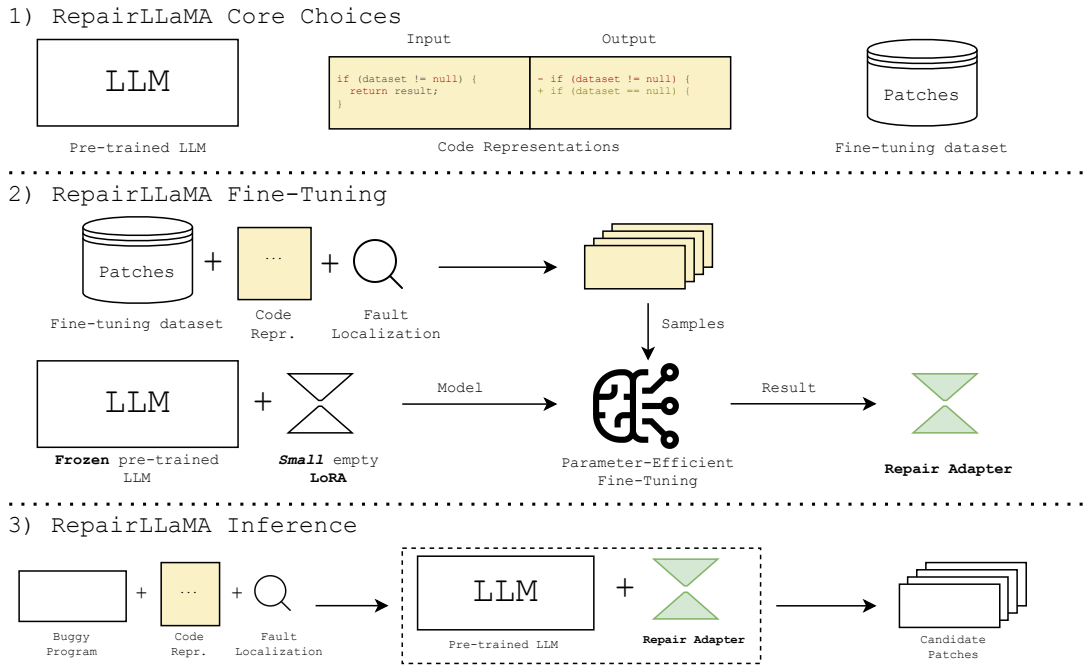 1) RepairLLaMA Core Choices
Input
Output
LLM
if (dataset != null) {
return result;
}
- if (dataset != null) {
+ if (dataset == null) {
Patches
Pre-trained LLM
Code Representations
Fine-tuning dataset
2) RepairLLaMA Fine-Tuning
Patches
+
...
+
Fine-tuning dataset
Code
Repr.
Fault
Localization
Samples
LLM
+
Model
Result
Frozen pre-trained
LLM
Small empty
LoRA
Parameter-Efficient
Fine-Tuning
Repair Adapter
3) RepairLLaMA Inference
+
...
+
LLM
+
Buggy
Program
Code
Repr.
Fault
Localization
Pre-trained LLM
Repair Adapter
Candidate
Patches